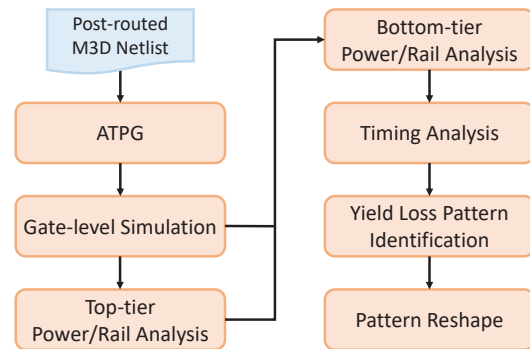 Post-routed
M3D Netlist
ATPG
Gate-level Simulation
Top-tier
Power/Rail Analysis
Bottom-tier
Power/Rail Analysis
Timing Analysis
Yield Loss Pattern
Identification
Pattern Reshape